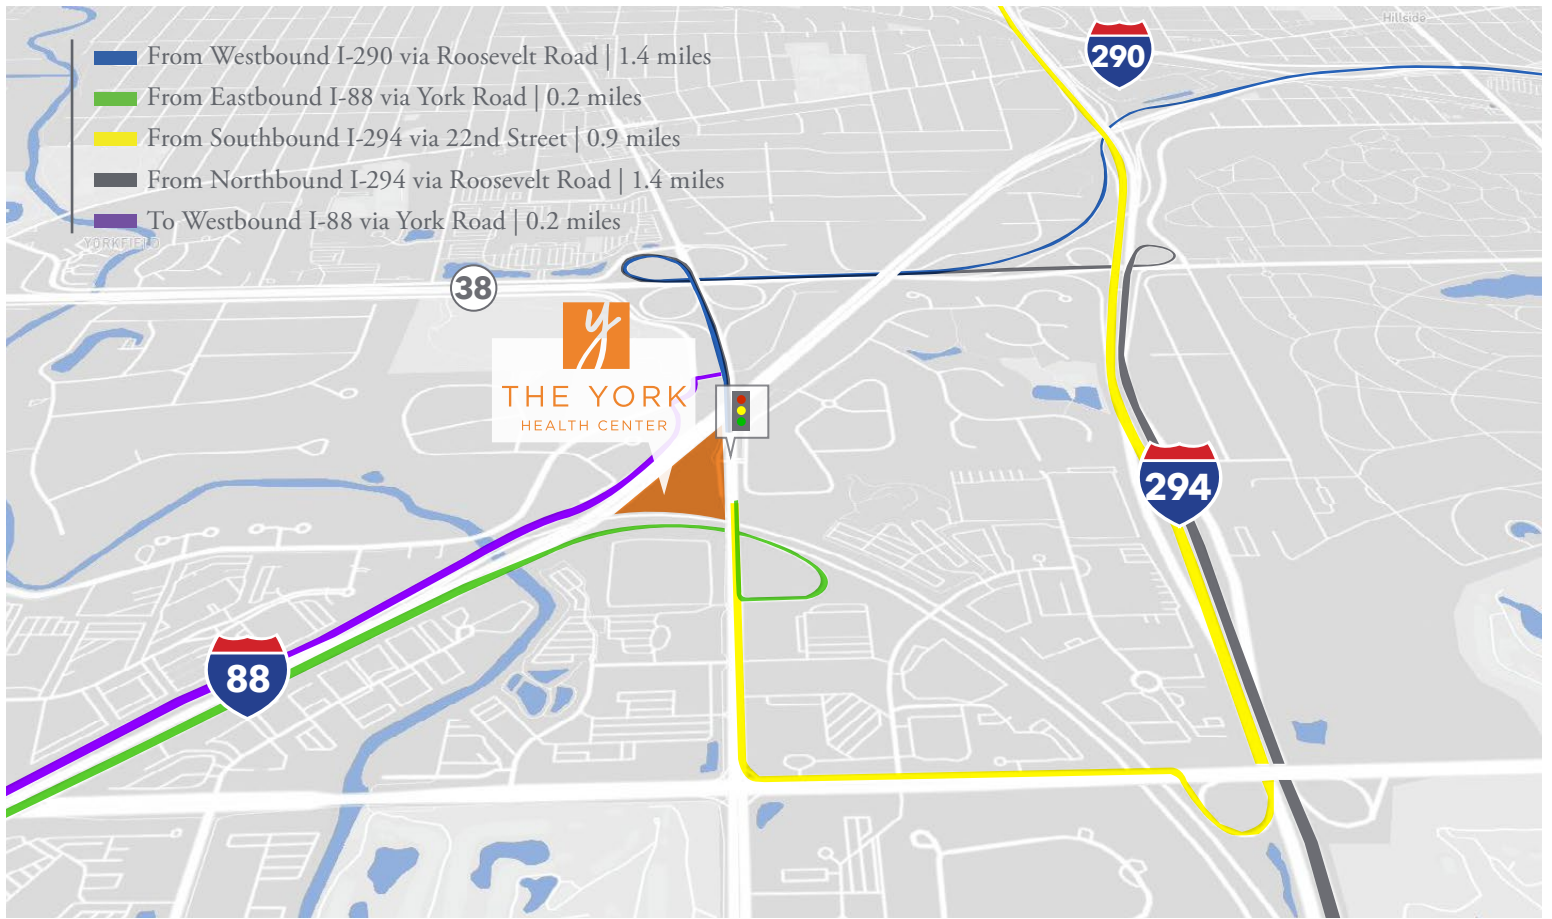 Hillside
290
From Westbound I-290 via Roosevelt Road | 1.4 miles
From Eastbound I-88 via York Road | 0.2 miles
From Southbound I-294 via 22nd Street | 0.9 miles
From Northbound I-294 via Roosevelt Road | 1.4 miles
To Westbound I-88 via York Road | 0.2 miles
YORKFIELD
38
y
THE YORK
HEALTH CENTER
294
88